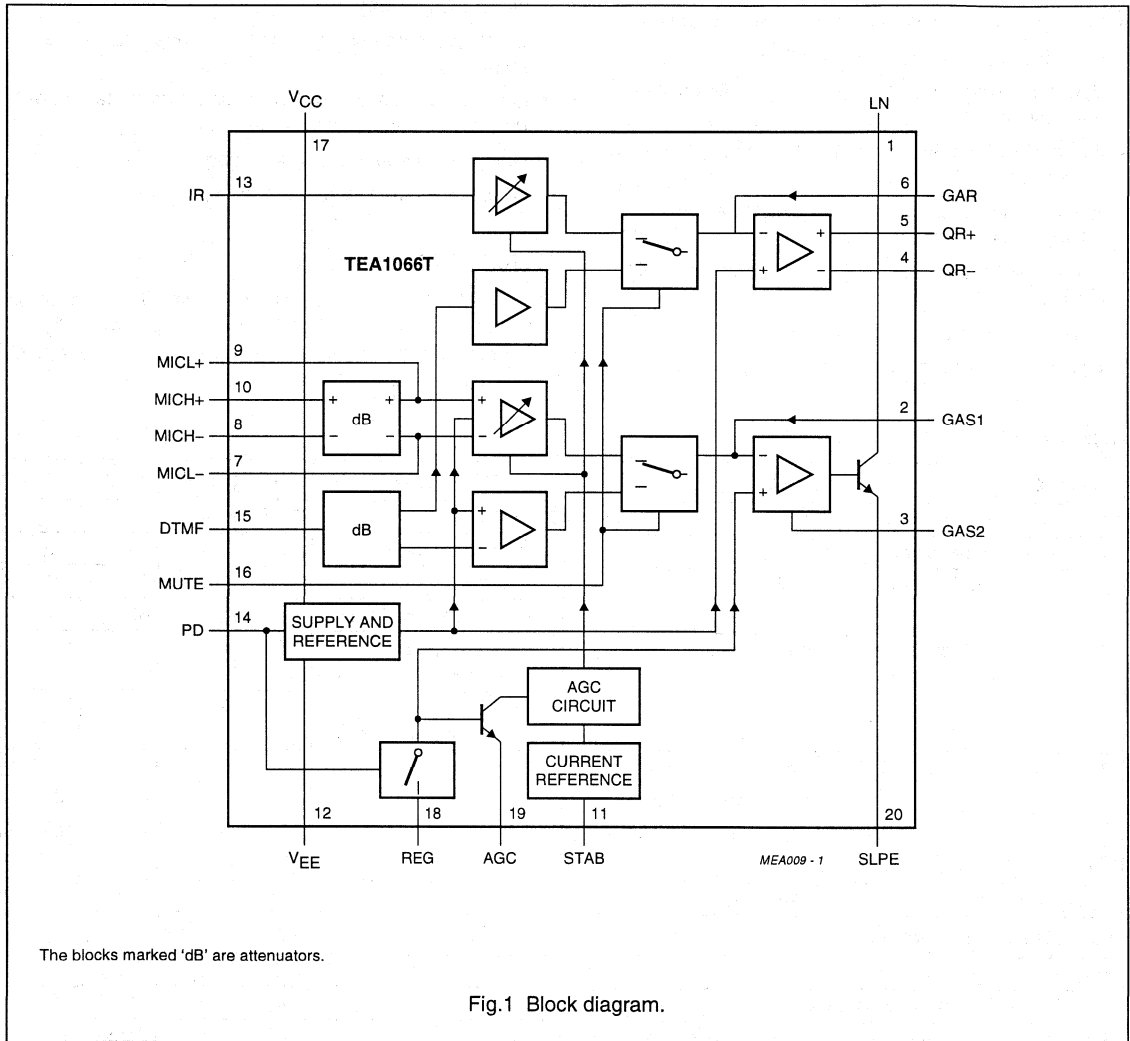 VCC
LN
17
1
IR
13
6
GAR
5
QR+
TEA1066T
4
QR−
−
−
−
+
+
−
MICL+
9
MICH+
10
+
+
+
2
GAS1
dB
MICH−
8
−
−
−
−
−
−
+
MICL−
7
DTMF
15
+
3
GAS2
dB
−
MUTE
16
PD
14
SUPPLY AND
REFERENCE
AGC
CIRCUIT
CURRENT
REFERENCE
12
18
19
11
20
VEE
REG
AGC
STAB
MEA009 - 1
SLPE
The blocks marked 'dB' are attenuators.
Fig.1 Block diagram.